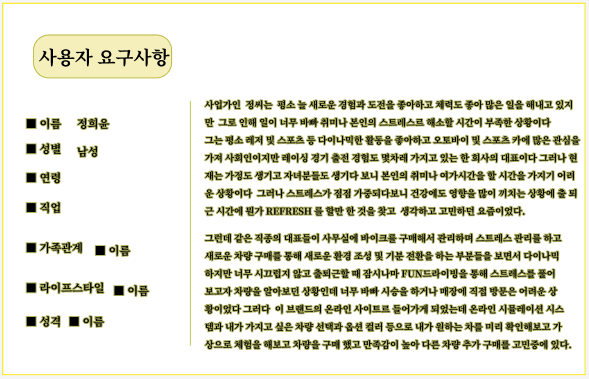 사용자 요구사항
■ 이름 정희윤
■ 성별 남성
■ 연령
■ 직업
■ 가족관계 ■ 이름
■ 라이프스타일 ■ 이름
■ 성격 ■ 이름
사업가인 정씨는 평소 늘 새로운 경험과 도전을 좋아하고 체력도 좋아 많은 일을 해내고 있지
만 그로 인해 일이 너무 바빠 취미나 본인의 스트레스르 해소할 시간이 부족한 상황이다
그는 평소 레저 및 스포츠 등 다이나믹한 활동을 좋아하고 오토바이 및 스포츠 카에 많은 관심을
가져 사회인이지만 레이싱 경기 출전 경험도 몇차례 가지고 있는 한 회사의 대표이다 그러나 현
재는 가정도 생기고 자녀분들도 생기다 보니 본인의 취미나 여가시간을 할 시간을 가지기 어려
운 상황이다 그러나 스트레스가 점점 가중되다보니 건강에도 영향을 많이 끼치는 상황에 출 퇴
근 시간에 뭔가 REFRESH 를 할만 한 것을 찾고 생각하고 고민하던 요즘이었다.
그런데 같은 직종의 대표들이 사무실에 바이크를 구매해서 관리하며 스트레스 관리를 하고
새로운 차량 구매를 통해 새로운 환경 조성 및 기분 전환을 하는 부분들을 보면서 다이나믹
하지만 너무 시끄럽지 않고 출퇴근할 때 잠시나마 FUN드라이빙을 통해 스트레스를 풀어
보고자 차량을 알아보던 상황인데 너무 바빠 시승을 하거나 매장에 직접 방문은 어려운 상
황이었다 그러다 이 브랜드의 온라인 사이트르 들어가게 되었는데 온라인 시뮬레이션 시스
템과 내가 가지고 싶은 차량 선택과 옵션 컬러 등으로 내가 원하는 차를 미리 확인해보고 가
상으로 체험을 해보고 차량을 구매 했고 만족감이 높아 다른 차량 추가 구매를 고민중에 있다.